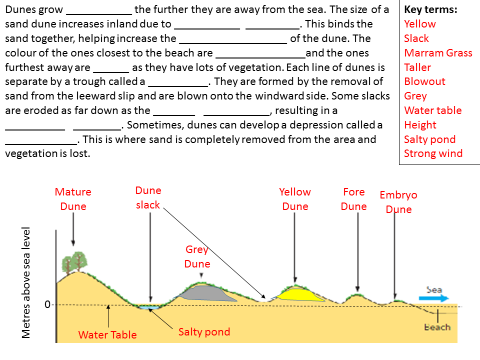 Dunes grow ____________ the further they are away from the sea. The size of a
sand dune increases inland due to __________ __________. This binds the
sand together, helping increase the ____________________ of the dune. The
colour of the ones closest to the beach are ________________and the ones
furthest away are ______ as they have lots of vegetation. Each line of dunes is
separate by a trough called a __________. They are formed by the removal of
sand from the leeward slip and are blown onto the windward side. Some slacks
are eroded as far down as the _______ ___________, resulting in a
__________ ________. Sometimes, dunes can develop a depression called a
____________. This is where sand is completely removed from the area and
vegetation is lost.
Key terms:
Yellow
Slack
Marram Grass
Taller
Blowout
Grey
Water table
Height
Salty pond
Strong wind
Mature
Dune
Dune
slack
Grey
Dune
Yellow
Dune
Fore
Dune
Embryo
Dune
Metres above sea level
0
Sea
Beach
Water Table
Salty pond